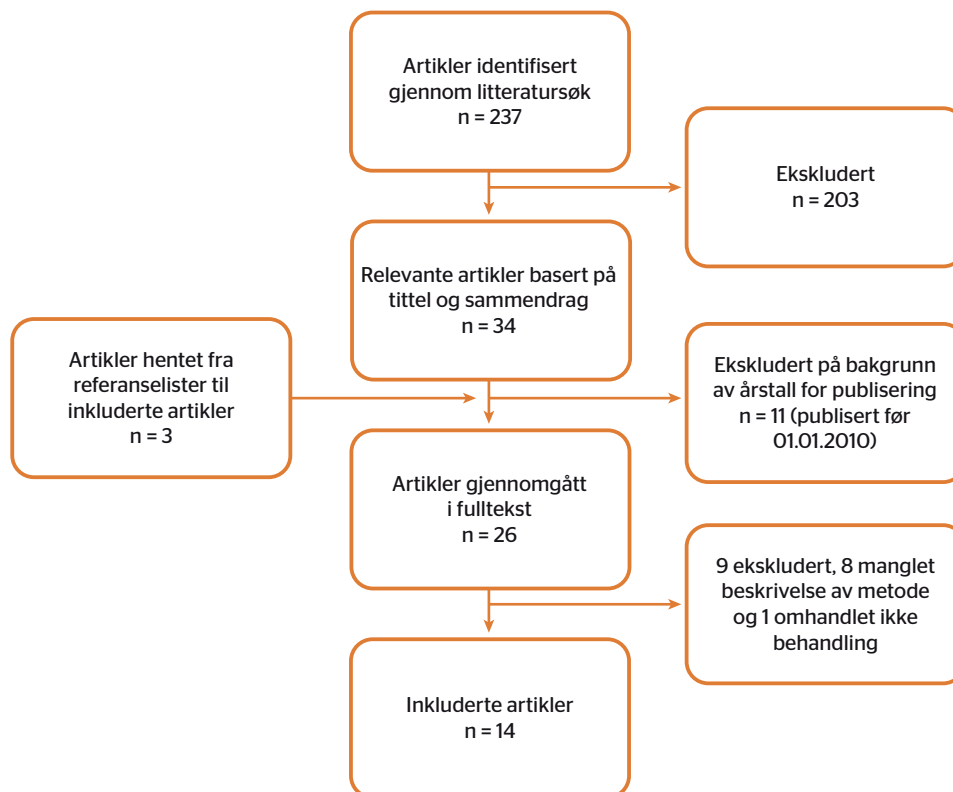 Artikler identifisert
gjennom litteratursøk
n = 237
Ekskludert
n = 203
Relevante artikler basert på
tittel og sammendrag
n = 34
Artikler hentet fra
referanselister til
inkluderte artikler
n = 3
Ekskludert på bakgrunn
av årstall for publisering
n = 11 (publisert før
01.01.2010)
Artikler gjennomgått
i fulltekst
n = 26
9 ekskludert, 8 manglet
beskrivelse av metode
og 1 omhandlet ikke
behandling
Inkluderte artikler
n = 14